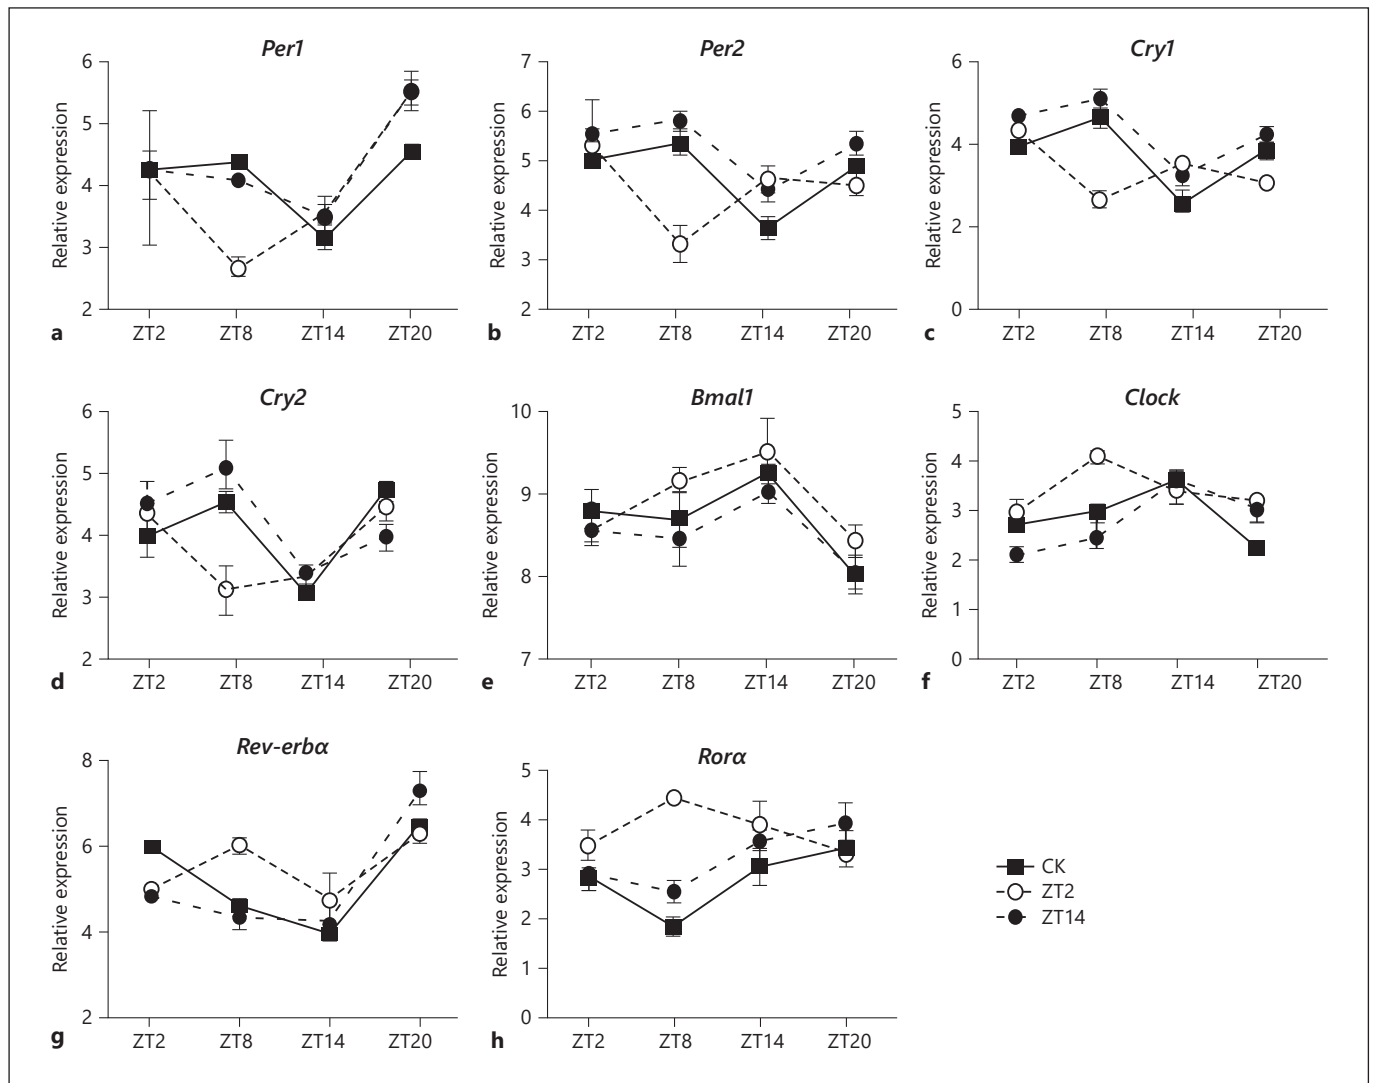 Per1
Relative expression
6
5
4
3
2
ZT2 ZT8 ZT14 ZT20
a
Per2
Relative expression
7
6
5
4
3
2
ZT2 ZT8 ZT14 ZT20
b
Cry1
Relative expression
6
4
2
0
ZT2 ZT8 ZT14 ZT20
c
Cry2
Relative expression
6
5
4
3
2
ZT2 ZT8 ZT14 ZT20
d
Bmal1
Relative expression
10
9
8
7
ZT2 ZT8 ZT14 ZT20
e
Clock
Relative expression
5
4
3
2
1
0
ZT2 ZT8 ZT14 ZT20
f
Rev-erbα
Relative expression
8
6
4
2
ZT2 ZT8 ZT14 ZT20
g
Rorα
Relative expression
5
4
3
2
1
0
ZT2 ZT8 ZT14 ZT20
h
CK
ZT2
ZT14